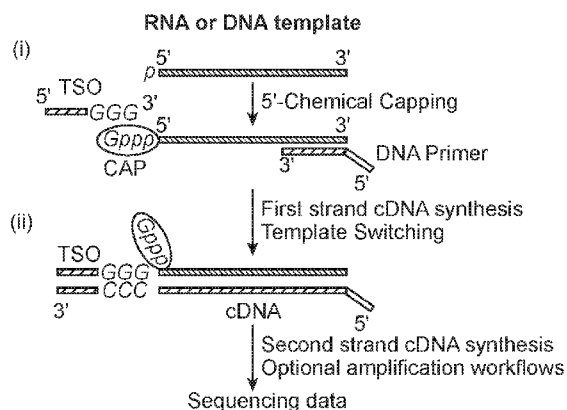 RNA or DNA template
(i)
5' 3'
p
TSO
5' GGG 3'
5'-Chemical Capping
5' 3'
Gppp
CAP
3' DNA Primer
5'
First strand cDNA synthesis
Template Switching
(ii)
Gppp
TSO
GGG
CCC
3' cDNA 5'
Second strand cDNA synthesis
Optional amplification workflows
Sequencing data